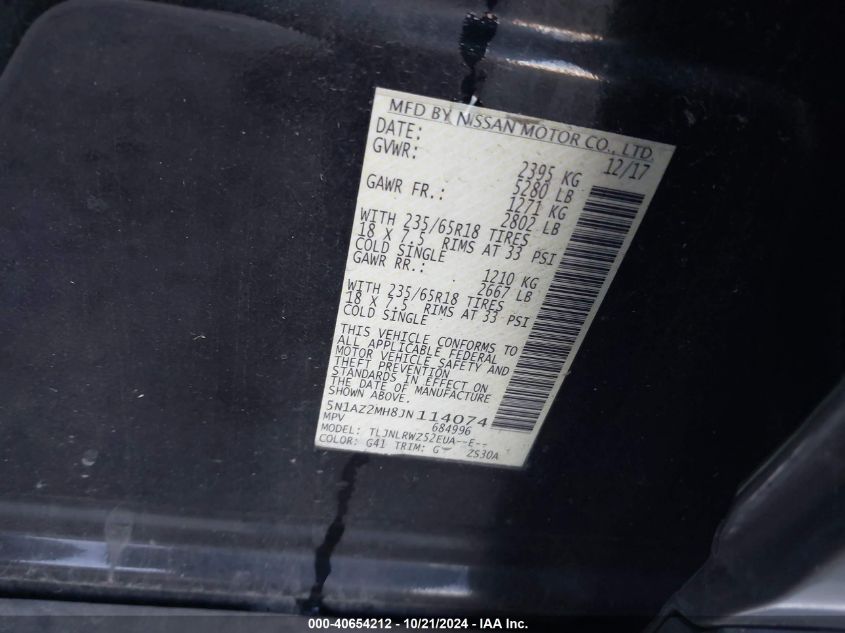 MFD BY NISSAN MOTOR CO., LTD.
DATE: 12/17
GVWR: 2395 KG
5280 LB
GAWR FR.: 1271 KG
2802 LB
WITH 235/65R18 TIRES
18 X 7.5 RIMS AT 33 PSI
COLD SINGLE
GAWR RR.: 1210 KG
2667 LB
WITH 235/65R18 TIRES
18 X 7.5 RIMS AT 33 PSI
COLD SINGLE
THIS VEHICLE CONFORMS TO
ALL APPLICABLE FEDERAL
MOTOR VEHICLE SAFETY AND
THEFT PREVENTION
STANDARDS IN EFFECT ON
THE DATE OF MANUFACTURE
SHOWN ABOVE.
5N1AZ2MH8JN114074
MPV 684996
MODEL: TLJNLRWZ52EUA--E--
COLOR: G41 TRIM: G ZS30A
000-40654212 - 10/21/2024 - IAA Inc.